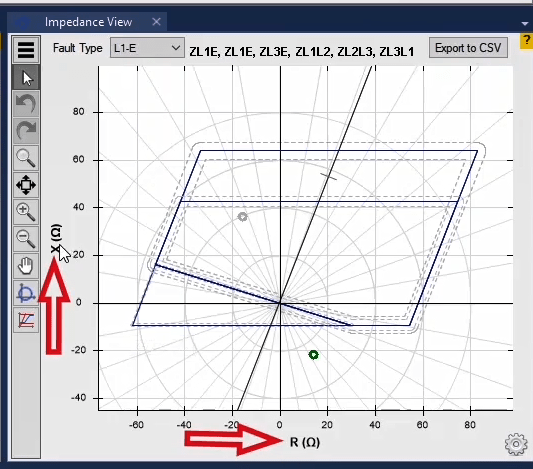 Impedance View
?
Fault Type L1-E ZL1E, ZL1E, ZL3E, ZL1L2, ZL2L3, ZL3L1 Export to CSV
80
60
40
X (Ω)
20
0
-20
-40
-60 -40 -20 0 20 40 60 80
R (Ω)